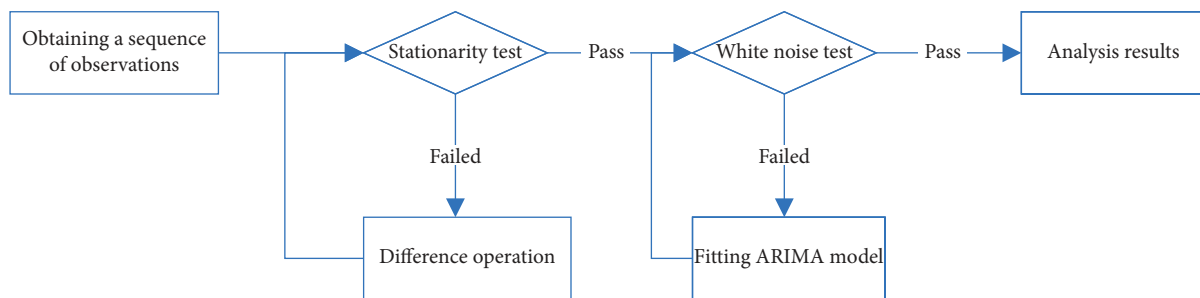 Obtaining a sequence
of observations
Stationarity test
Pass
White noise test
Pass
Analysis results
Failed
Failed
Difference operation
Fitting ARIMA model